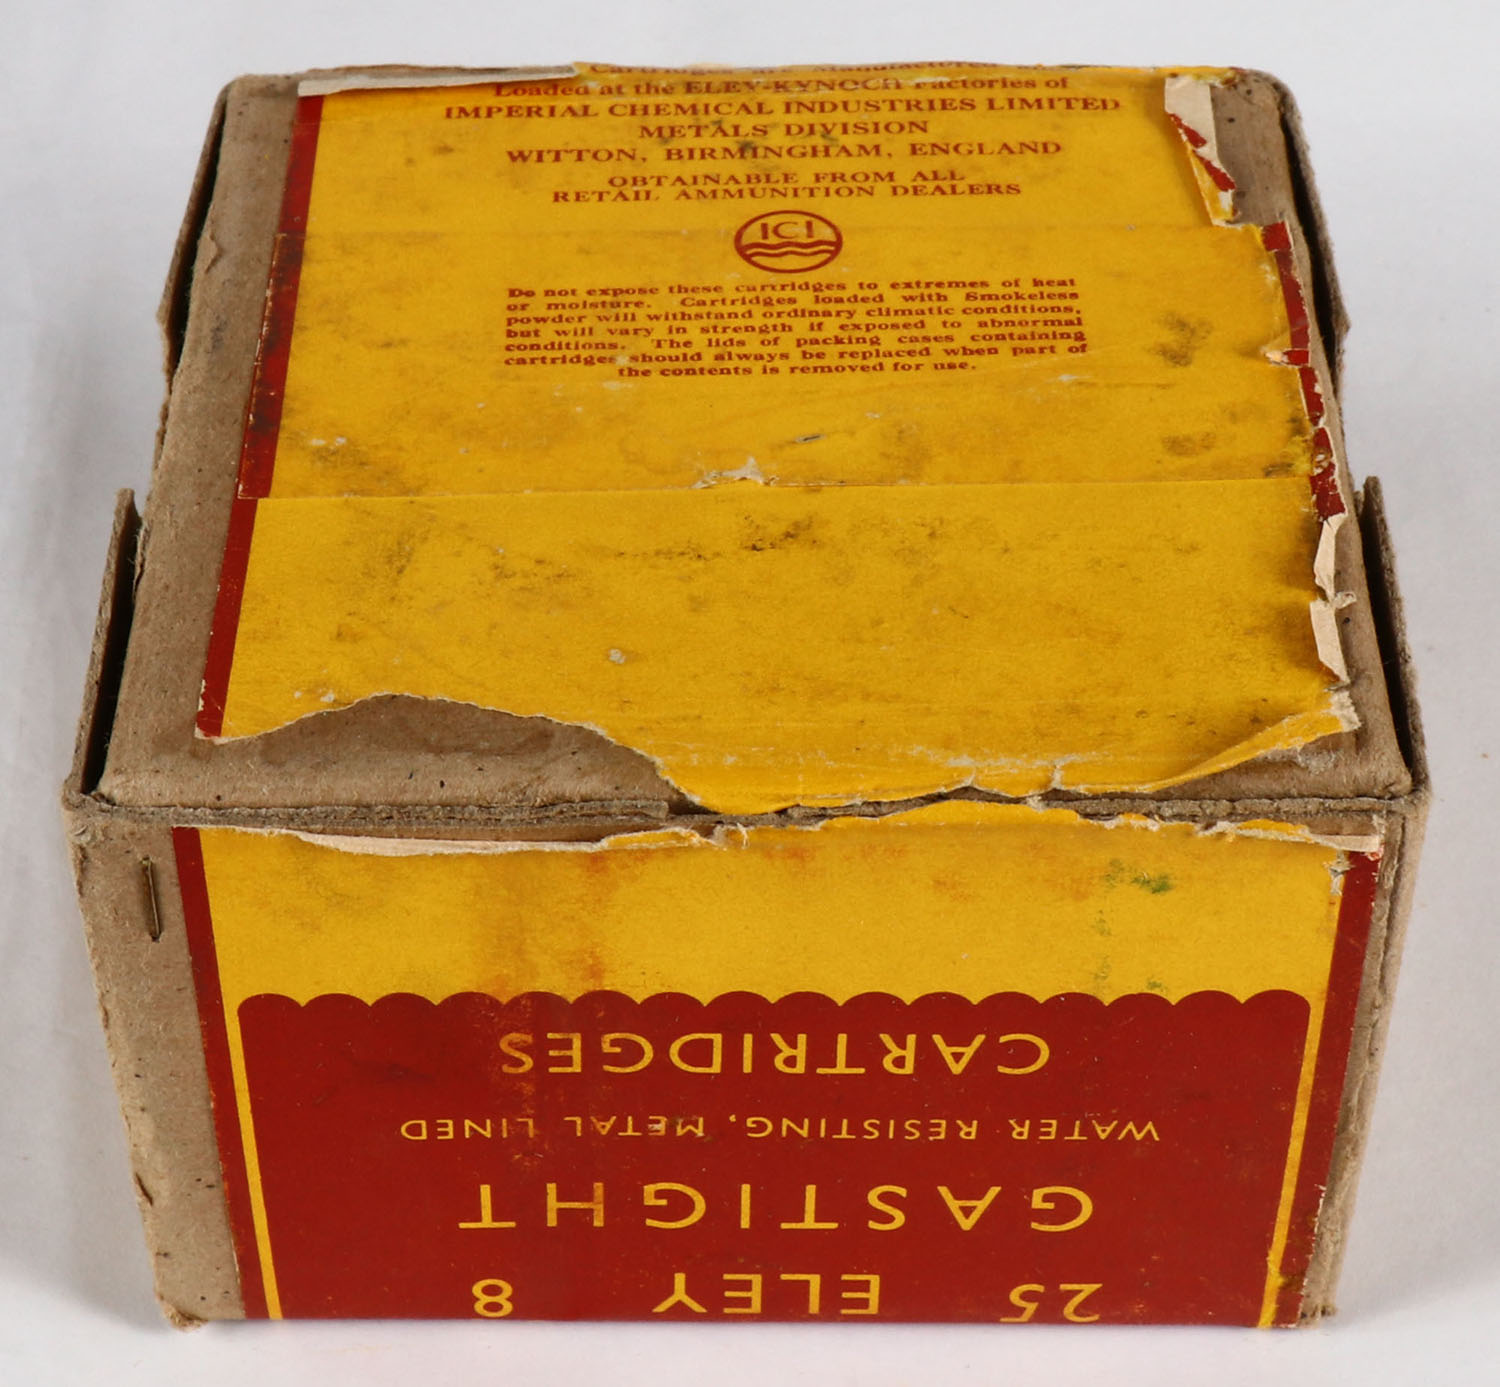 Cartridges are Manufactured
Loaded at the ELEY-KYNOCH Factories of
IMPERIAL CHEMICAL INDUSTRIES LIMITED
METALS DIVISION
WITTON, BIRMINGHAM, ENGLAND
OBTAINABLE FROM ALL
RETAIL AMMUNITION DEALERS
ICI
Do not expose these cartridges to extremes of heat
or moisture. Cartridges loaded with Smokeless
powder will withstand ordinary climatic conditions,
but will vary in strength if exposed to abnormal
conditions. The lids of packing cases containing
cartridges should always be replaced when part of
the contents is removed for use.
25 ELEY 8
GASTIGHT
WATER RESISTING, METAL LINED
CARTRIDGES